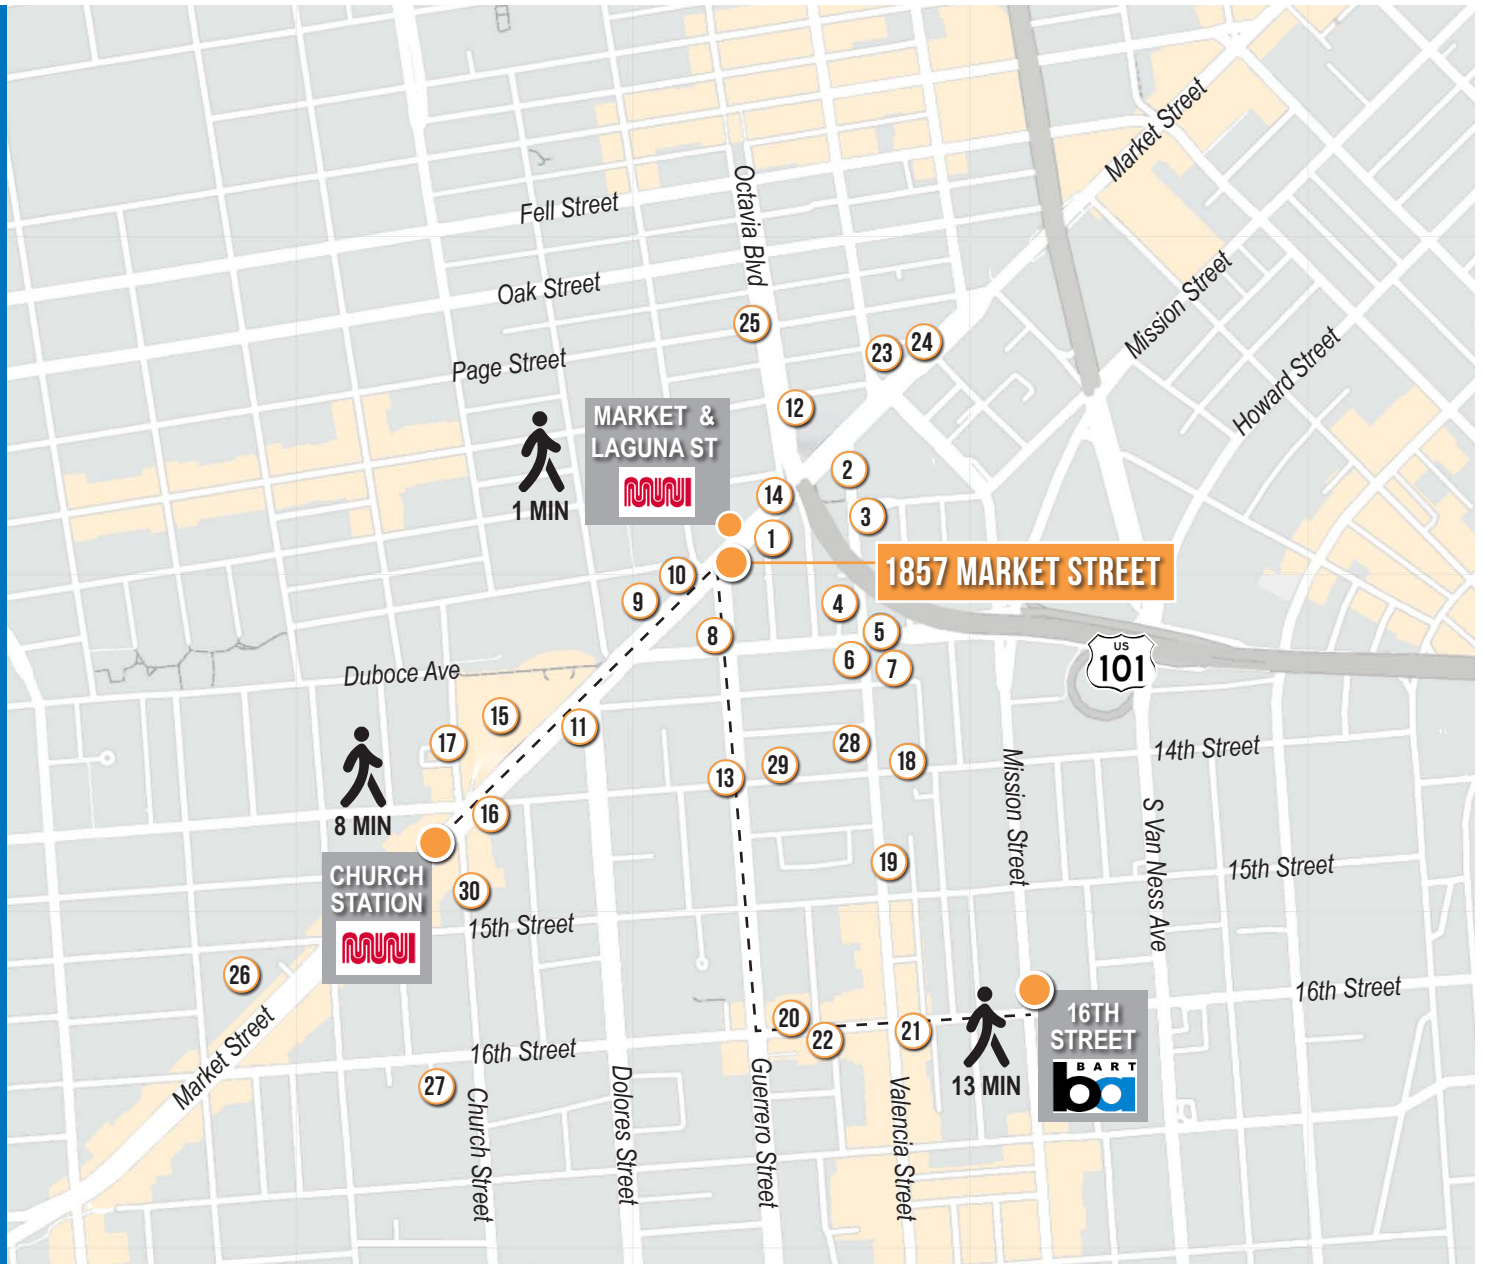 Market Street
Octavia Blvd
Fell Street
Oak Street
Mission Street
25
Howard Street
23
24
Page Street
12
MARKET &
LAGUNA ST
MUNI
1 MIN
2
14
3
1
1857 MARKET STREET
10
9
4
8
5
6
7
US
101
Duboce Ave
15
11
17
28
29
18
13
14th Street
Mission Street
8 MIN
16
S Van Ness Ave
CHURCH
STATION
MUNI
19
15th Street
30
15th Street
26
16th Street
20
22
21
16TH
STREET
BART
ba
13 MIN
Market Street
16th Street
27
Church Street
Dolores Street
Guerrero Street
Valencia Street